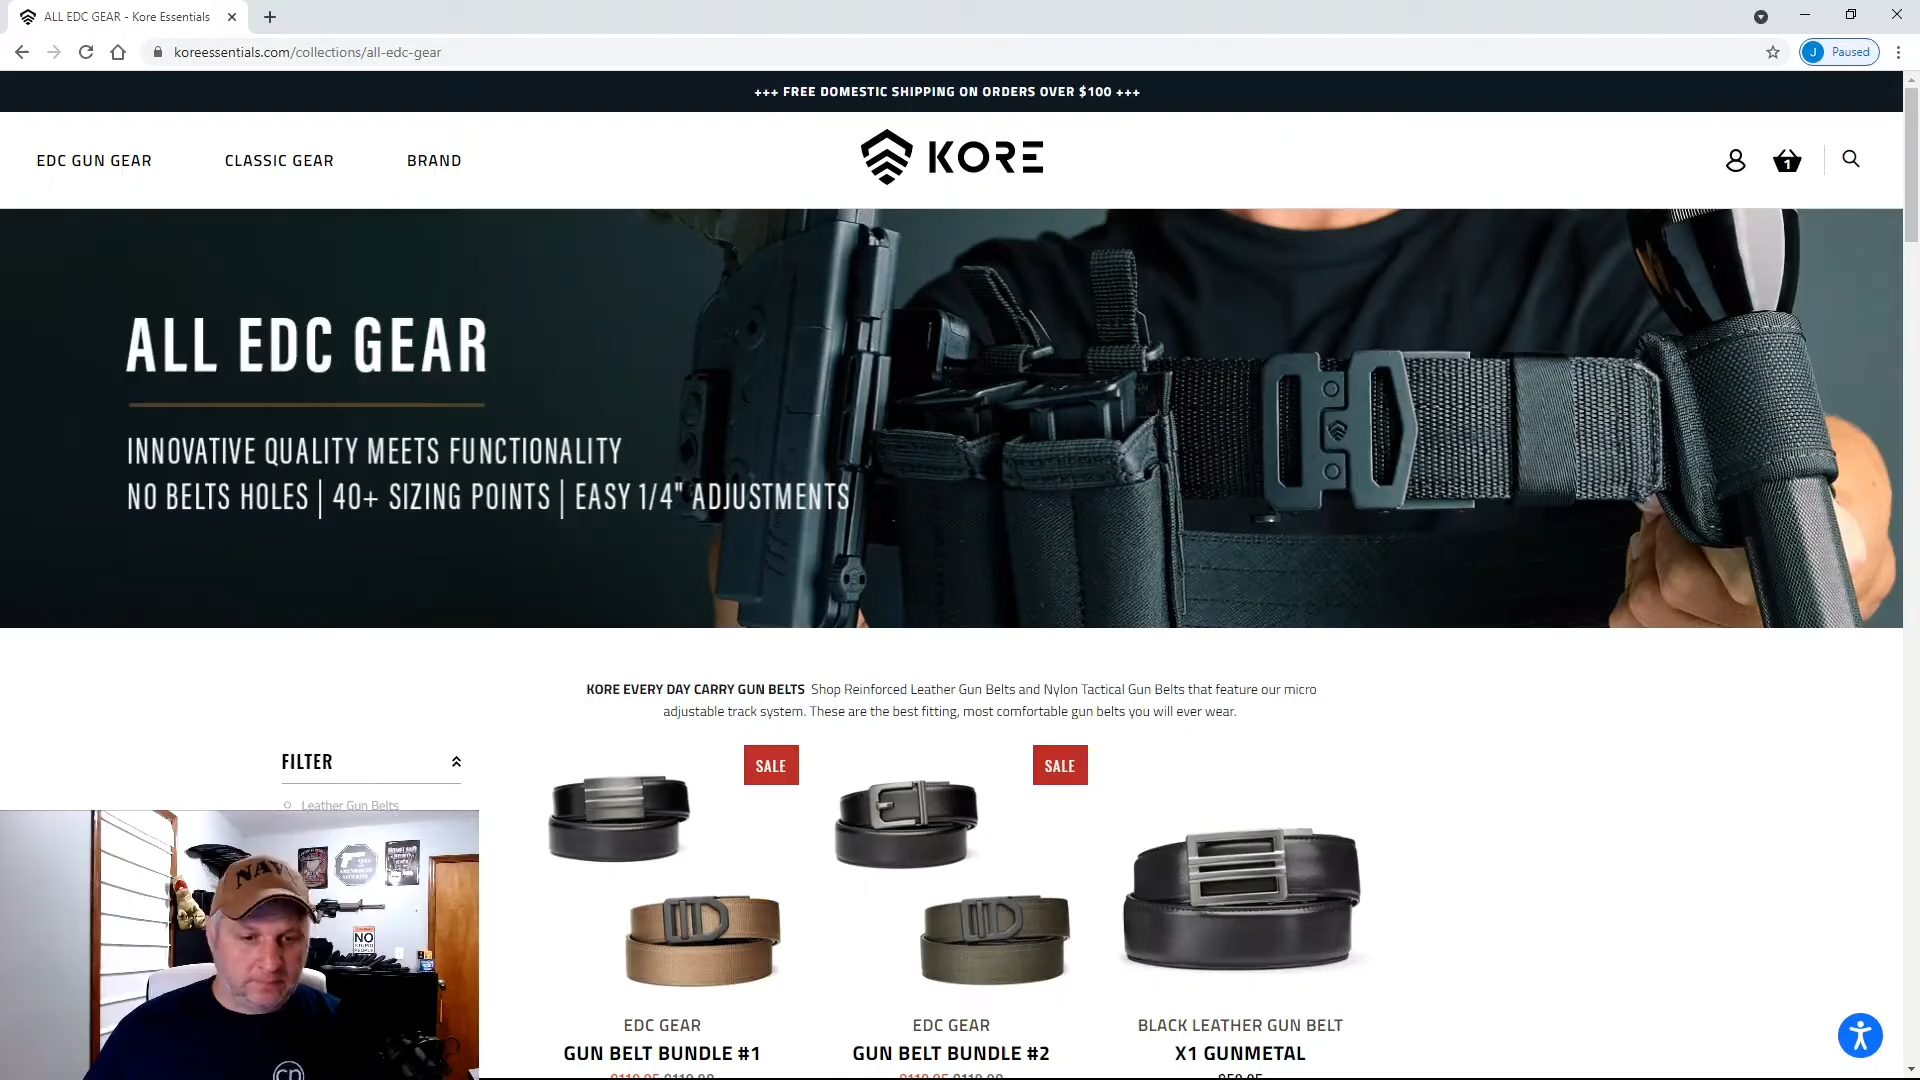 ALL EDC GEAR - Kore Essentials
koreessentials.com/collections/all-edc-gear
J Paused
+++ FREE DOMESTIC SHIPPING ON ORDERS OVER $100 +++
EDC GUN GEAR
CLASSIC GEAR
BRAND
KORE
1
ALL EDC GEAR
INNOVATIVE QUALITY MEETS FUNCTIONALITY
NO BELTS HOLES | 40+ SIZING POINTS | EASY 1/4" ADJUSTMENTS
KORE EVERY DAY CARRY GUN BELTS Shop Reinforced Leather Gun Belts and Nylon Tactical Gun Belts that feature our micro
adjustable track system. These are the best fitting, most comfortable gun belts you will ever wear.
FILTER
Leather Gun Belts
SALE
SALE
EDC GEAR
GUN BELT BUNDLE #1
EDC GEAR
GUN BELT BUNDLE #2
BLACK LEATHER GUN BELT
X1 GUNMETAL
NAVY
NO